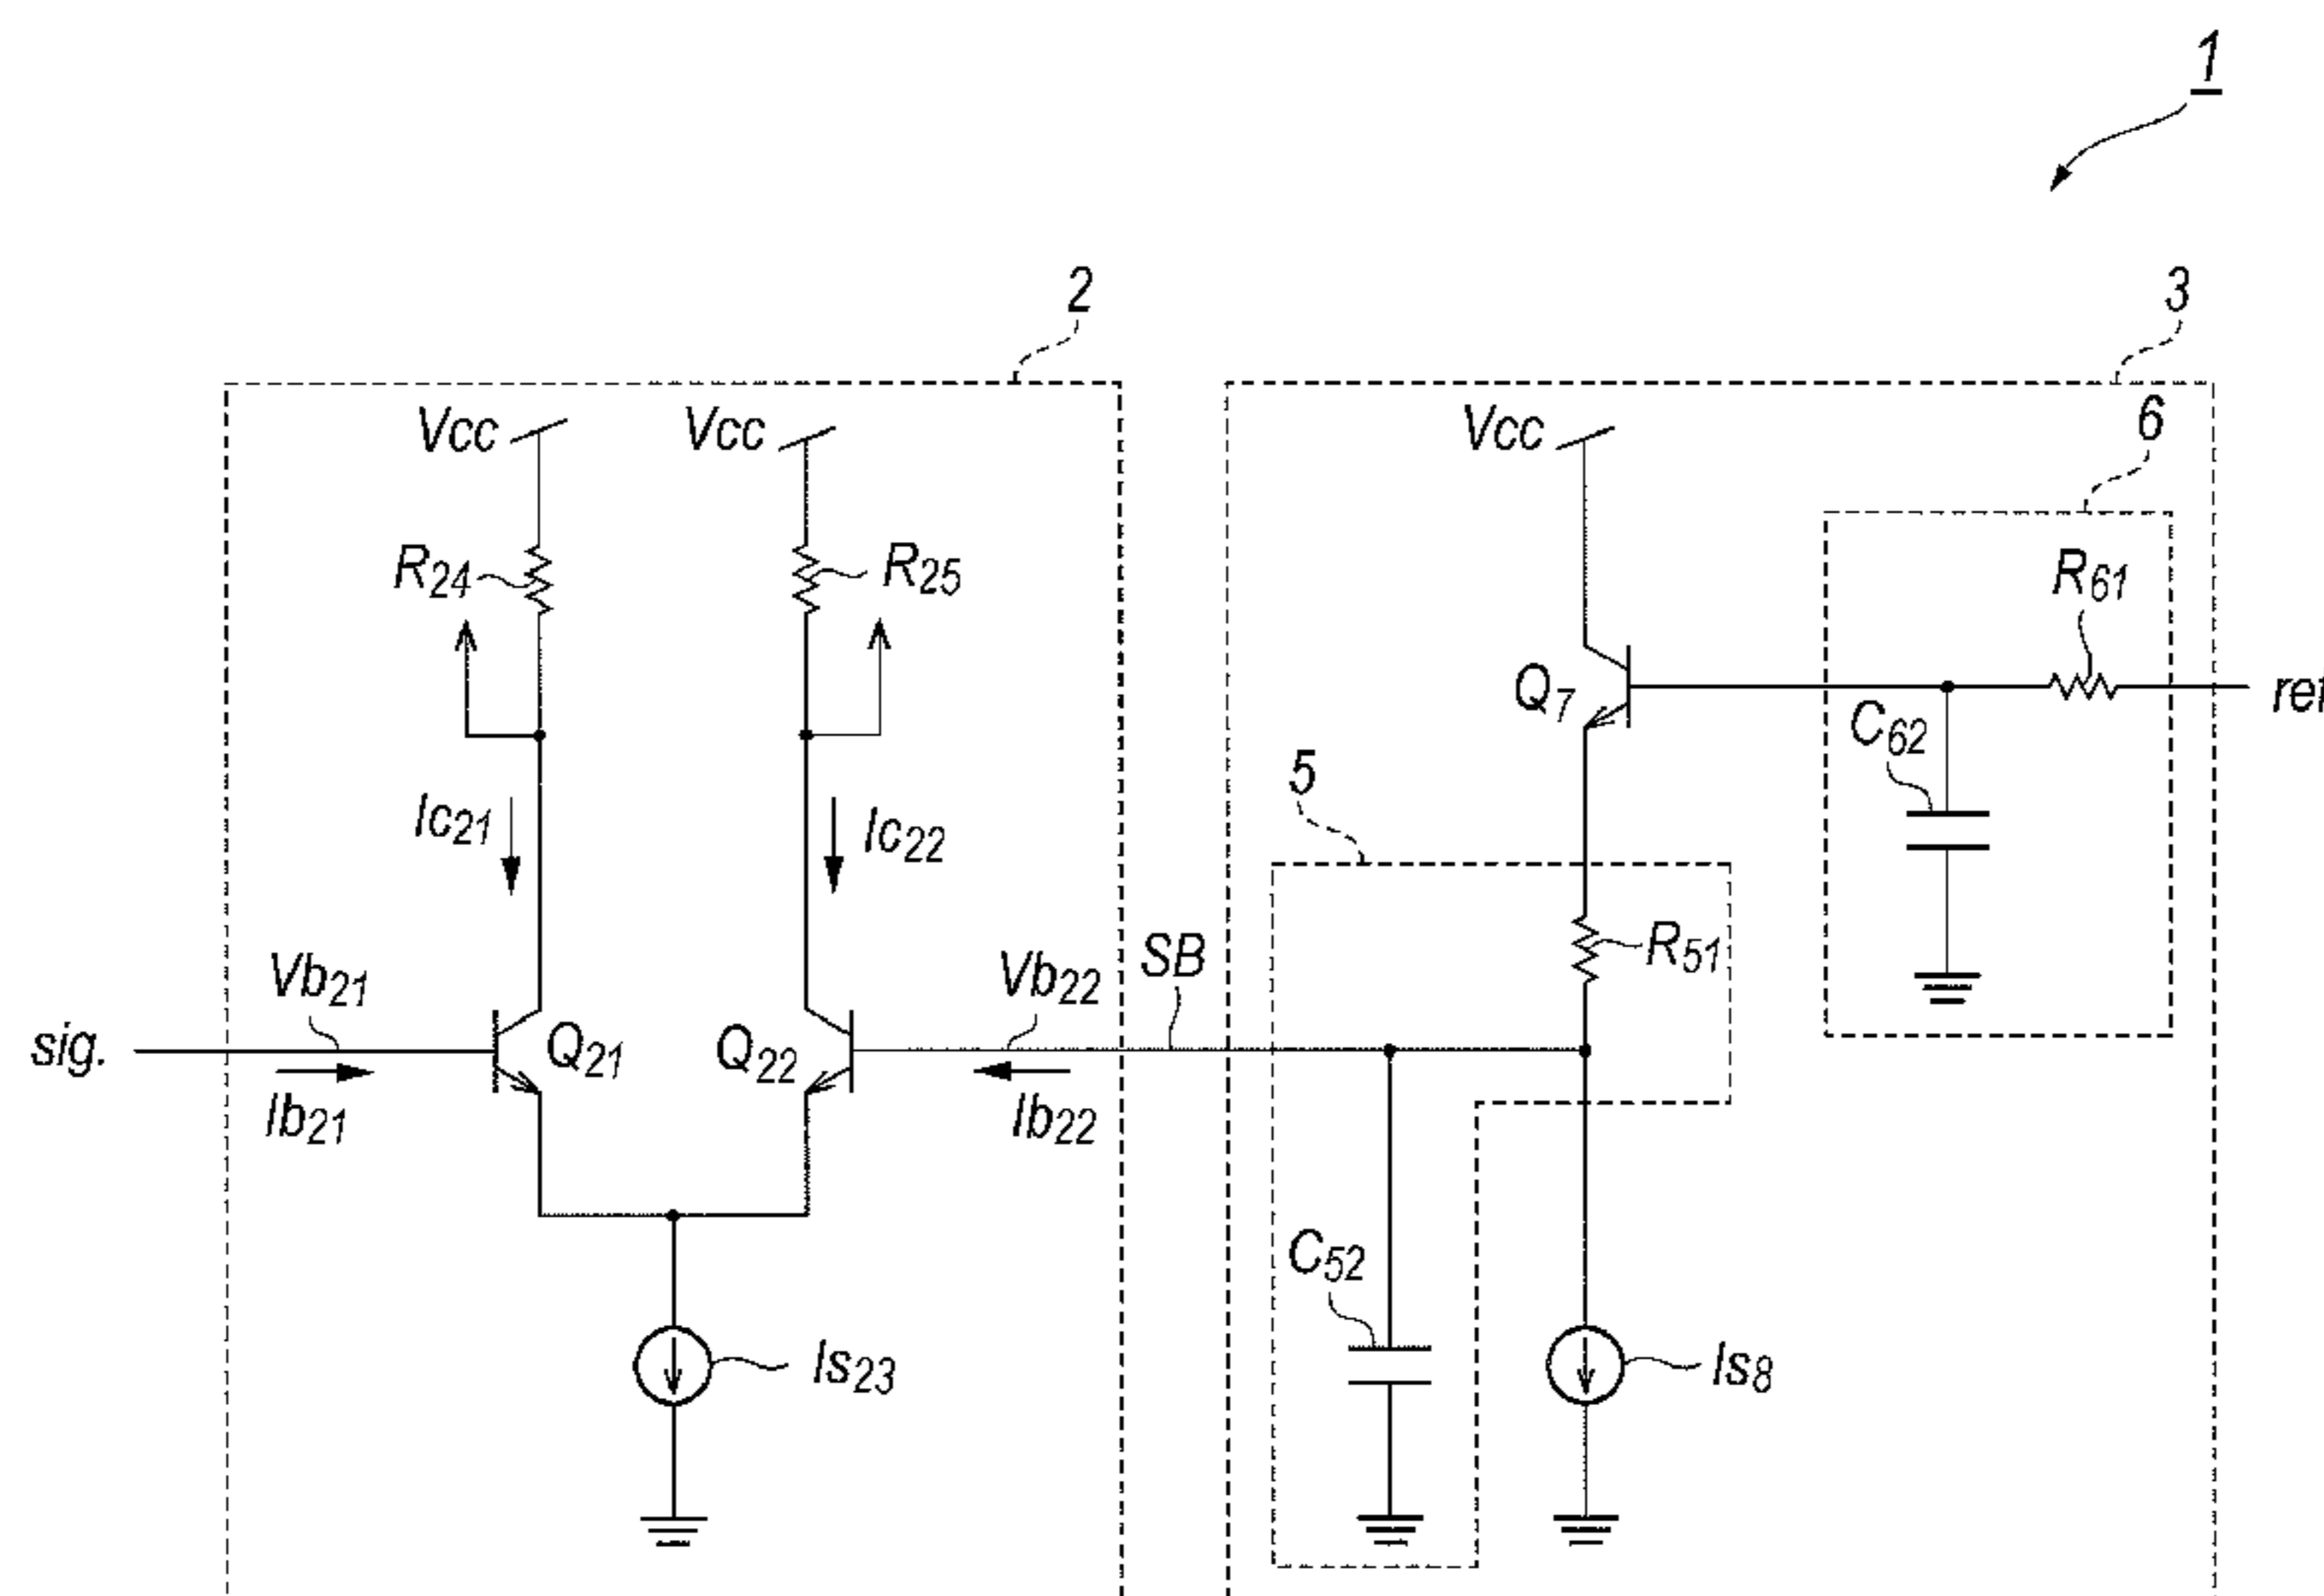 1
2
3
Vcc
Vcc
Vcc
6
R24
R25
R61
Q7
C62
5
Ic21
Ic22
R51
Vb21
Vb22
SB
sig.
Q21
Q22
Ib21
Ib22
C52
Is23
Is8